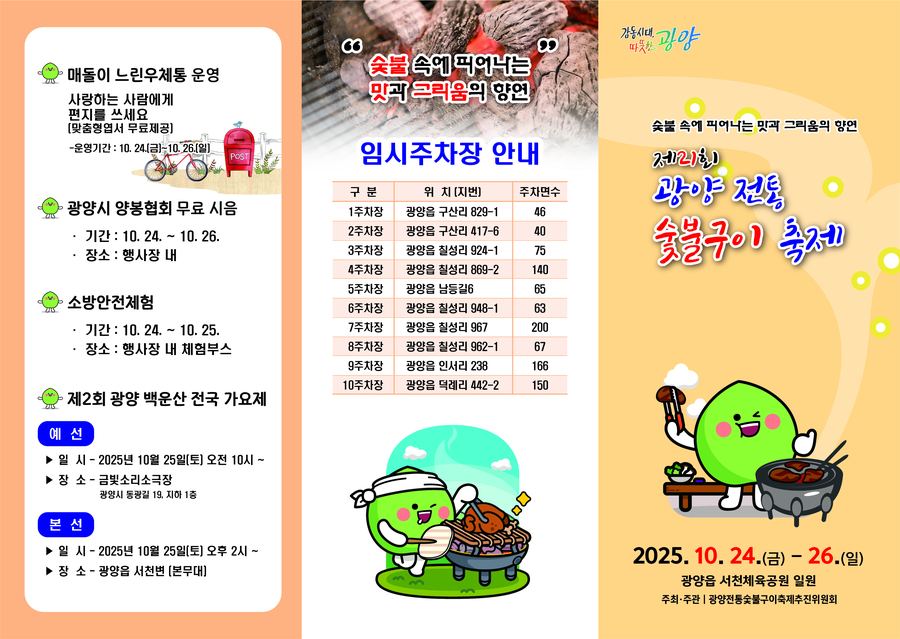 매돌이 느린우체통 운영
사랑하는 사람에게
편지를 쓰세요
[맞춤형엽서 무료제공]
-운영기간 : 10. 24.(금)~10. 26.(일)
POST
광양시 양봉협회 무료 시음
· 기간 : 10. 24. ~ 10. 26.
· 장소 : 행사장 내
소방안전체험
· 기간 : 10. 24. ~ 10. 25.
· 장소 : 행사장 내 체험부스
제2회 광양 백운산 전국 가요제
예 선
▶ 일 시 - 2025년 10월 25일(토) 오전 10시 ~
▶ 장 소 - 금빛소리소극장
광양시 동광길 19, 지하 1층
본 선
▶ 일 시 - 2025년 10월 25일(토) 오후 2시 ~
▶ 장 소 - 광양읍 서천변 (본무대)
“ 숯불 속에 피어나는 ”
맛과 그리움의 향연
임시주차장 안내
구 분 위 치 (지번) 주차면수
1주차장 광양읍 구산리 829-1 46
2주차장 광양읍 구산리 417-6 40
3주차장 광양읍 칠성리 924-1 75
4주차장 광양읍 칠성리 869-2 140
5주차장 광양읍 남등길6 65
6주차장 광양읍 칠성리 948-1 63
7주차장 광양읍 칠성리 967 200
8주차장 광양읍 칠성리 962-1 67
9주차장 광양읍 인서리 238 166
10주차장 광양읍 덕례리 442-2 150
감동시대,
따뜻한 광양
숯불 속에 피어나는 맛과 그리움의 향연
제21회
광양 전통
숯불구이 축제
2025. 10. 24.(금) - 26.(일)
광양읍 서천체육공원 일원
주최·주관 | 광양전통숯불구이축제추진위원회